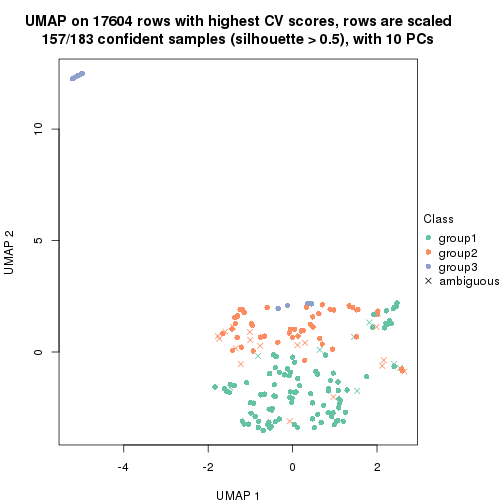 UMAP on 17604 rows with highest CV scores, rows are scaled
157/183 confident samples (silhouette > 0.5), with 10 PCs
10
5
0
UMAP 2
-4
-2
0
2
UMAP 1
Class
group1
group2
group3
ambiguous